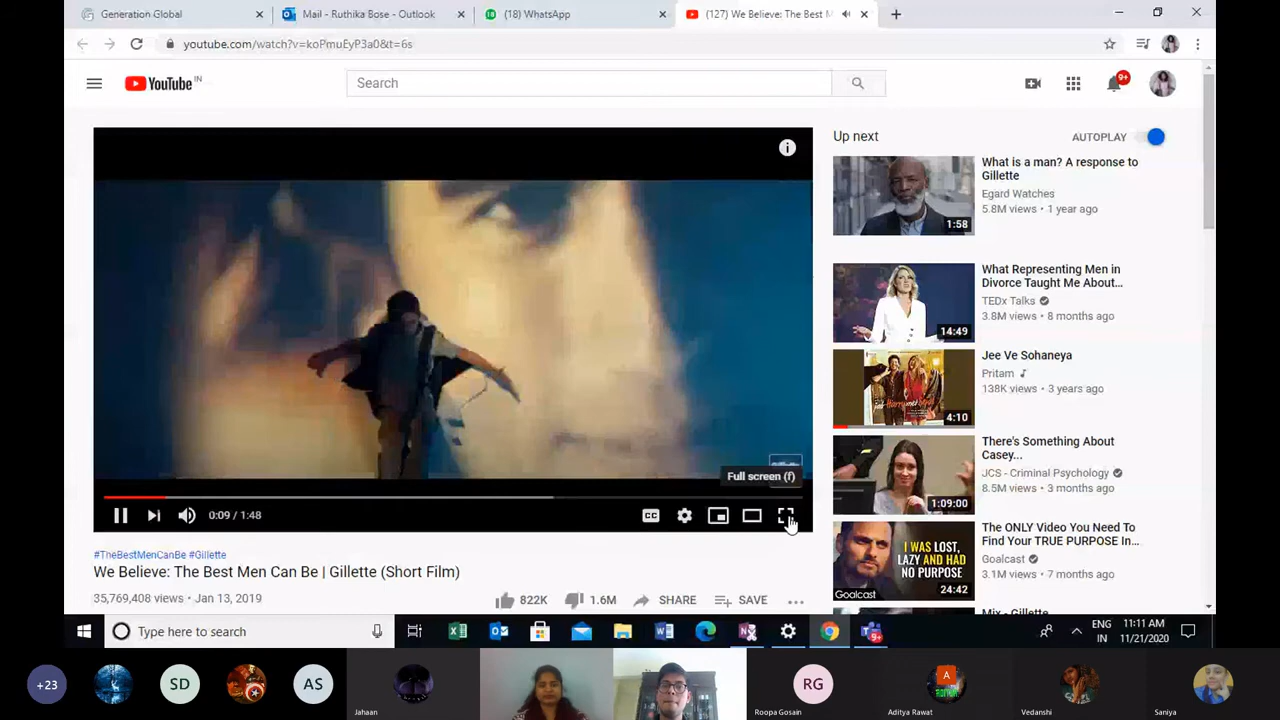 Generation Global
Mail - Ruthika Bose - Outlook
(18) WhatsApp
(127) We Believe: The Best M
youtube.com/watch?v=koPmuEyP3a0&t=6s
YouTube IN
Search
9+
Up next
AUTOPLAY
What is a man? A response to
Gillette
Egard Watches
5.8M views • 1 year ago
1:58
What Representing Men in
Divorce Taught Me About...
TEDx Talks
3.8M views • 8 months ago
14:49
Jee Ve Sohaneya
Pritam
138K views • 3 years ago
4:10
There's Something About
Casey...
JCS - Criminal Psychology
8.5M views • 3 months ago
1:09:00
The ONLY Video You Need To
Find Your TRUE PURPOSE In...
Goalcast
3.1M views • 7 months ago
I WAS LOST,
LAZY AND HAD
NO PURPOSE
Goalcast
24:42
Mix - Gillette
Full screen (f)
0:09 / 1:48
CC
#TheBestMenCanBe #Gillette
We Believe: The Best Men Can Be | Gillette (Short Film)
35,769,408 views • Jan 13, 2019
822K
1.6M
SHARE
SAVE
Type here to search
9+
ENG
IN
11:11 AM
11/21/2020
+23
SD
AS
Jahaan
RG
Roopa Gosain
A
Aditya Rawat
Vedanshi
Saniya